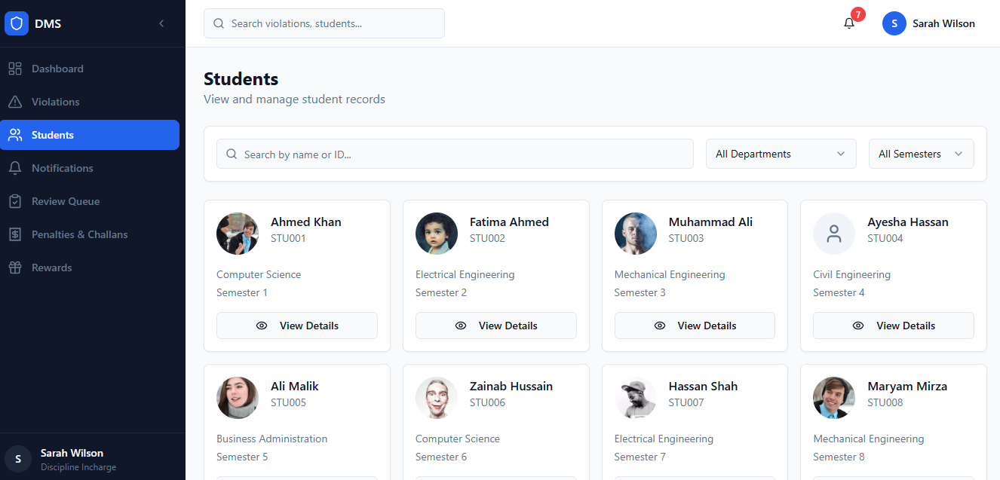 DMS
Search violations, students...
7
S
Sarah Wilson
Dashboard
Violations
Students
Notifications
Review Queue
Penalties & Challans
Rewards
S
Sarah Wilson
Discipline Incharge
Students
View and manage student records
Search by name or ID...
All Departments
All Semesters
Ahmed Khan
STU001
Computer Science
Semester 1
View Details
Fatima Ahmed
STU002
Electrical Engineering
Semester 2
View Details
Muhammad Ali
STU003
Mechanical Engineering
Semester 3
View Details
Ayesha Hassan
STU004
Civil Engineering
Semester 4
View Details
Ali Malik
STU005
Business Administration
Semester 5
Zainab Hussain
STU006
Computer Science
Semester 6
Hassan Shah
STU007
Electrical Engineering
Semester 7
Maryam Mirza
STU008
Mechanical Engineering
Semester 8